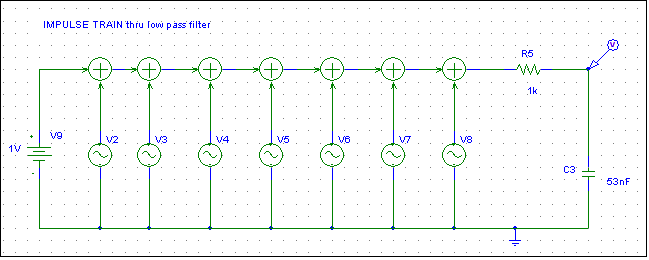 IMPULSE TRAIN thru low pass filter
V
R5
1k
V9
1V
V2
V3
V4
V5
V6
V7
V8
C3
53nF